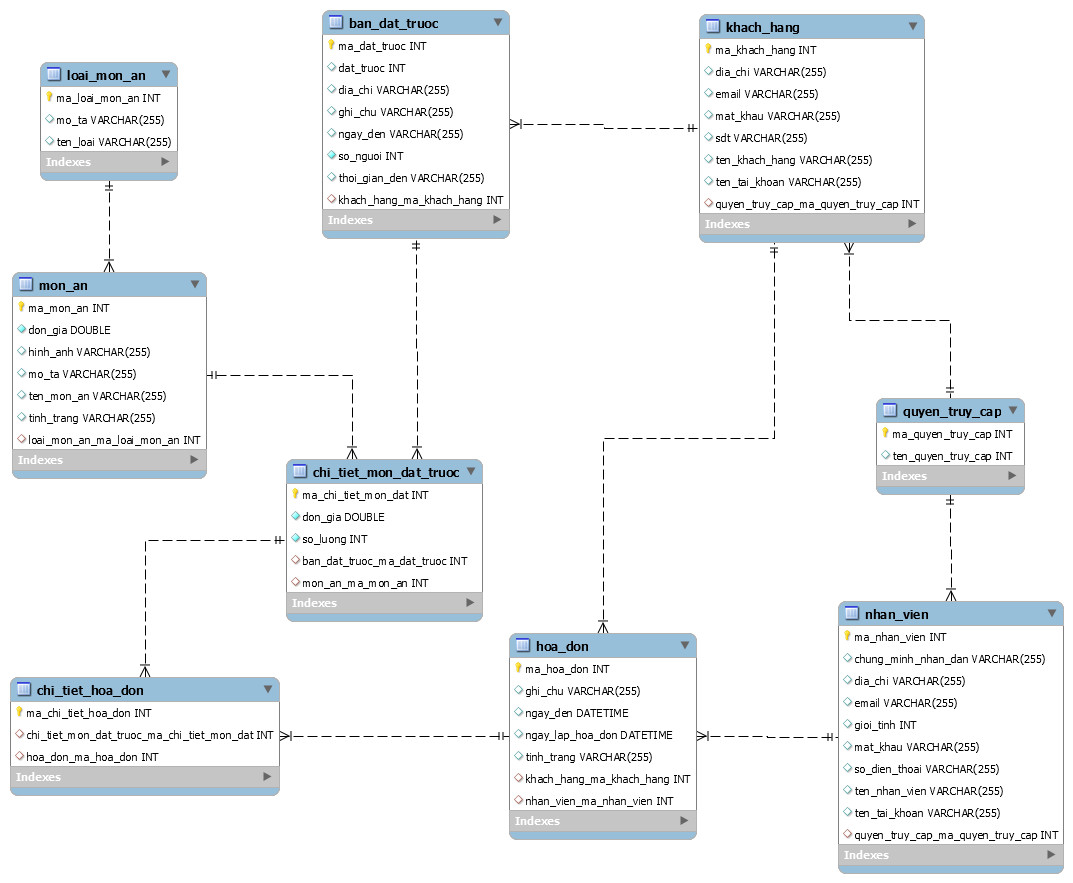 loai_mon_an
ma_loai_mon_an INT
mo_ta VARCHAR(255)
ten_loai VARCHAR(255)
Indexes
ban_dat_truoc
ma_dat_truoc INT
dat_truoc INT
dia_chi VARCHAR(255)
ghi_chu VARCHAR(255)
ngay_den VARCHAR(255)
so_nguoi INT
thoi_gian_den VARCHAR(255)
khach_hang_ma_khach_hang INT
Indexes
khach_hang
ma_khach_hang INT
dia_chi VARCHAR(255)
email VARCHAR(255)
mat_khau VARCHAR(255)
sdt VARCHAR(255)
ten_khach_hang VARCHAR(255)
ten_tai_khoan VARCHAR(255)
quyen_truy_cap_ma_quyen_truy_cap INT
Indexes
mon_an
ma_mon_an INT
don_gia DOUBLE
hinh_anh VARCHAR(255)
mo_ta VARCHAR(255)
ten_mon_an VARCHAR(255)
tinh_trang VARCHAR(255)
loai_mon_an_ma_loai_mon_an INT
Indexes
quyen_truy_cap
ma_quyen_truy_cap INT
ten_quyen_truy_cap INT
Indexes
chi_tiet_mon_dat_truoc
ma_chi_tiet_mon_dat INT
don_gia DOUBLE
so_luong INT
ban_dat_truoc_ma_dat_truoc INT
mon_an_ma_mon_an INT
Indexes
chi_tiet_hoa_don
ma_chi_tiet_hoa_don INT
chi_tiet_mon_dat_truoc_ma_chi_tiet_mon_dat INT
hoa_don_ma_hoa_don INT
Indexes
hoa_don
ma_hoa_don INT
ghi_chu VARCHAR(255)
ngay_den DATETIME
ngay_lap_hoa_don DATETIME
tinh_trang VARCHAR(255)
khach_hang_ma_khach_hang INT
nhan_vien_ma_nhan_vien INT
Indexes
nhan_vien
ma_nhan_vien INT
chung_minh_nhan_dan VARCHAR(255)
dia_chi VARCHAR(255)
email VARCHAR(255)
gioi_tinh INT
mat_khau VARCHAR(255)
so_dien_thoai VARCHAR(255)
ten_nhan_vien VARCHAR(255)
ten_tai_khoan VARCHAR(255)
quyen_truy_cap_ma_quyen_truy_cap INT
Indexes